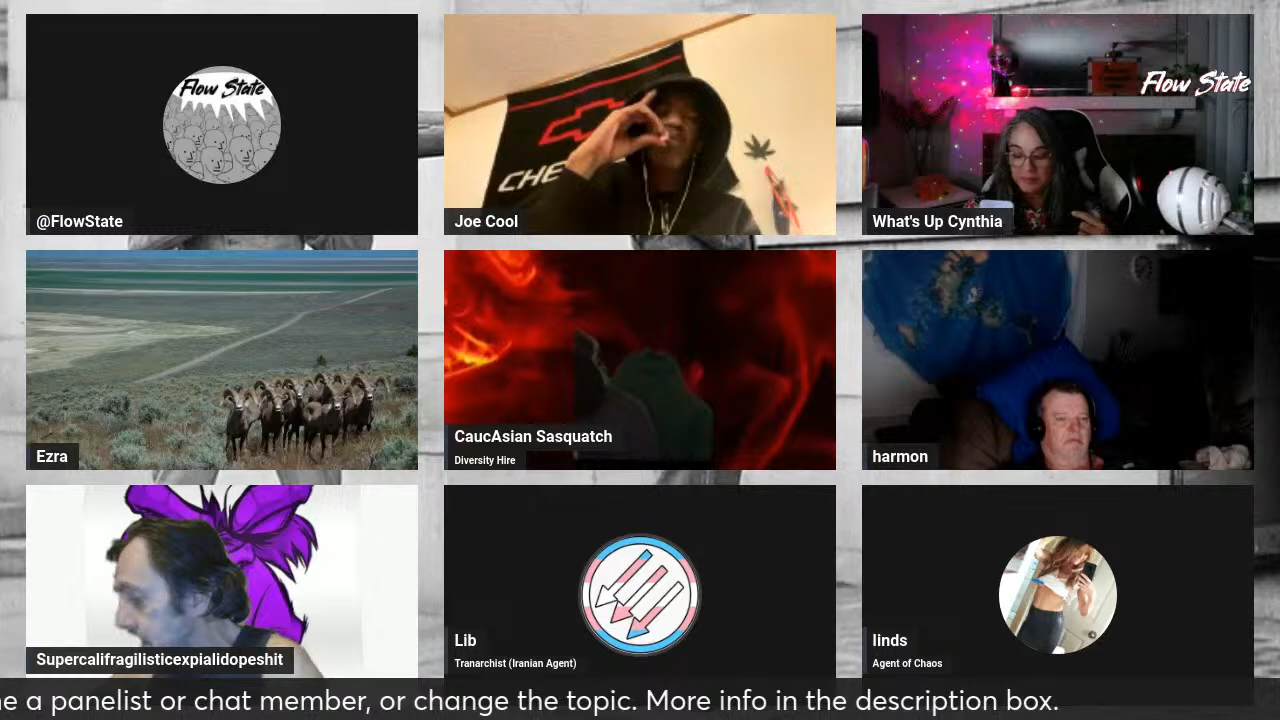 Flow State
@FlowState
CHE
Joe Cool
Flow State
What's Up Cynthia
Ezra
CaucAsian Sasquatch
Diversity Hire
harmon
Supercalifragilisticexpialidopeshit
Lib
Tranarchist (Iranian Agent)
linds
Agent of Chaos
a panelist or chat member, or change the topic. More info in the description box.